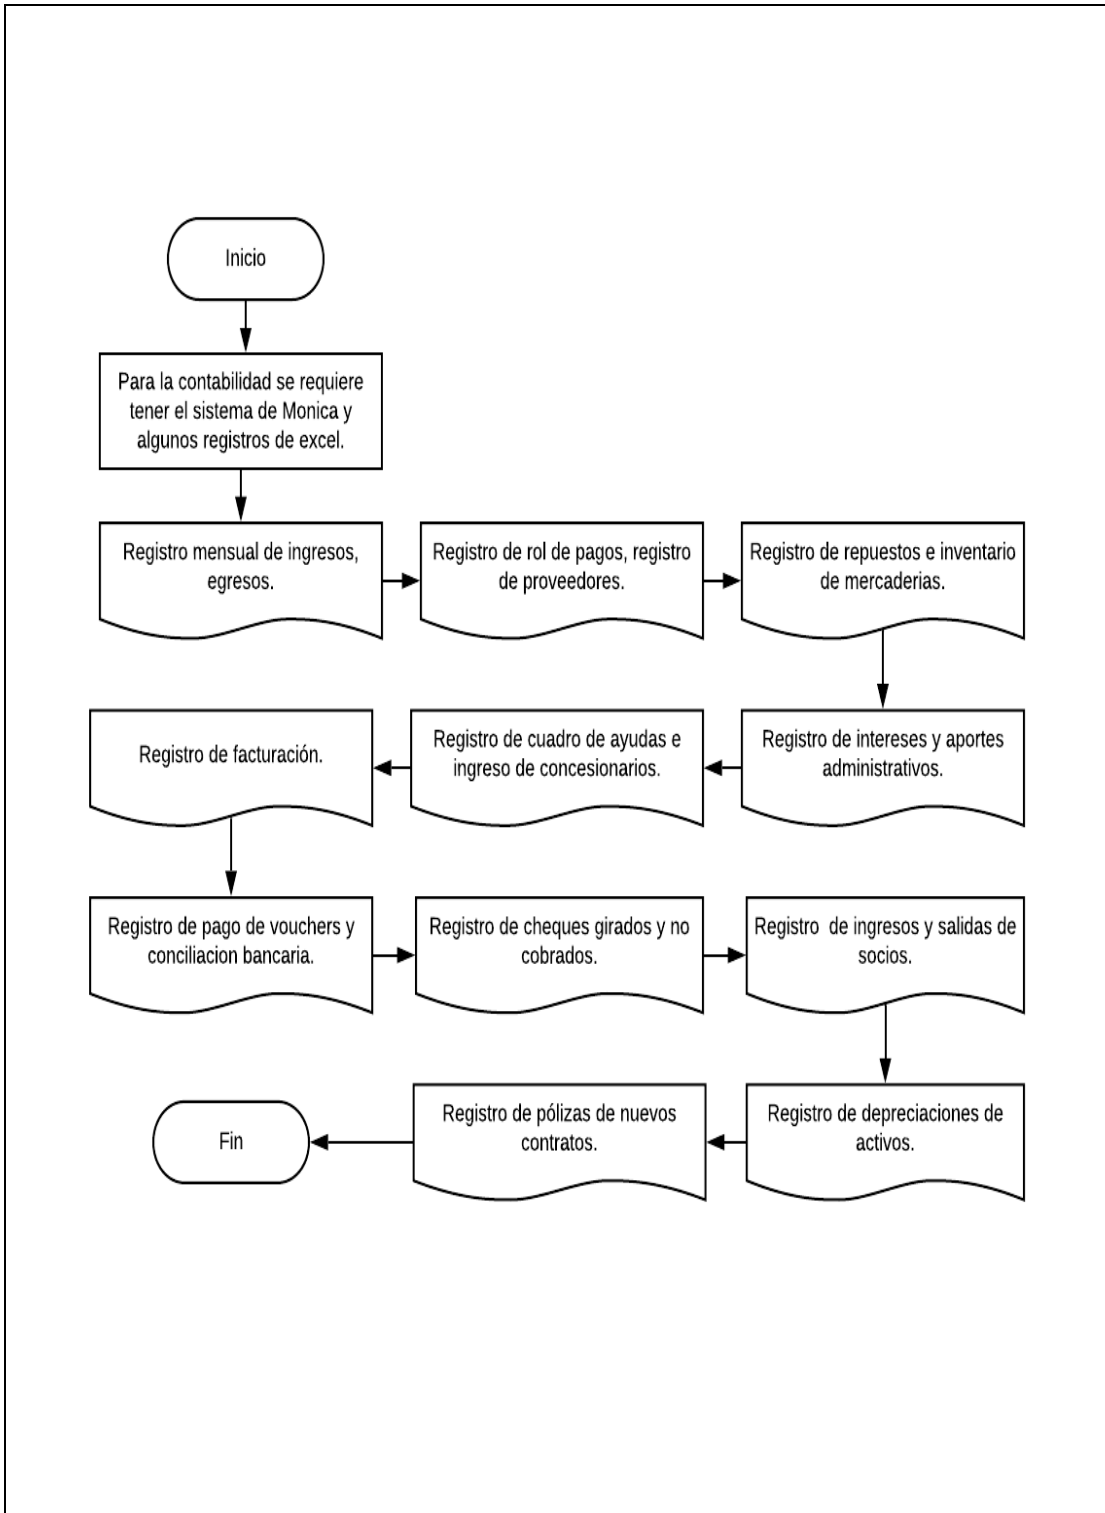 Inicio
Para la contabilidad se requiere
tener el sistema de Monica y
algunos registros de excel.
Registro mensual de ingresos,
egresos.
Registro de rol de pagos, registro
de proveedores.
Registro de repuestos e inventario
de mercaderias.
Registro de intereses y aportes
administrativos.
Registro de cuadro de ayudas e
ingreso de concesionarios.
Registro de facturación.
Registro de pago de vouchers y
conciliacion bancaria.
Registro de cheques girados y no
cobrados.
Registro  de ingresos y salidas de
socios.
Registro de depreciaciones de
activos.
Registro de pólizas de nuevos
contratos.
Fin